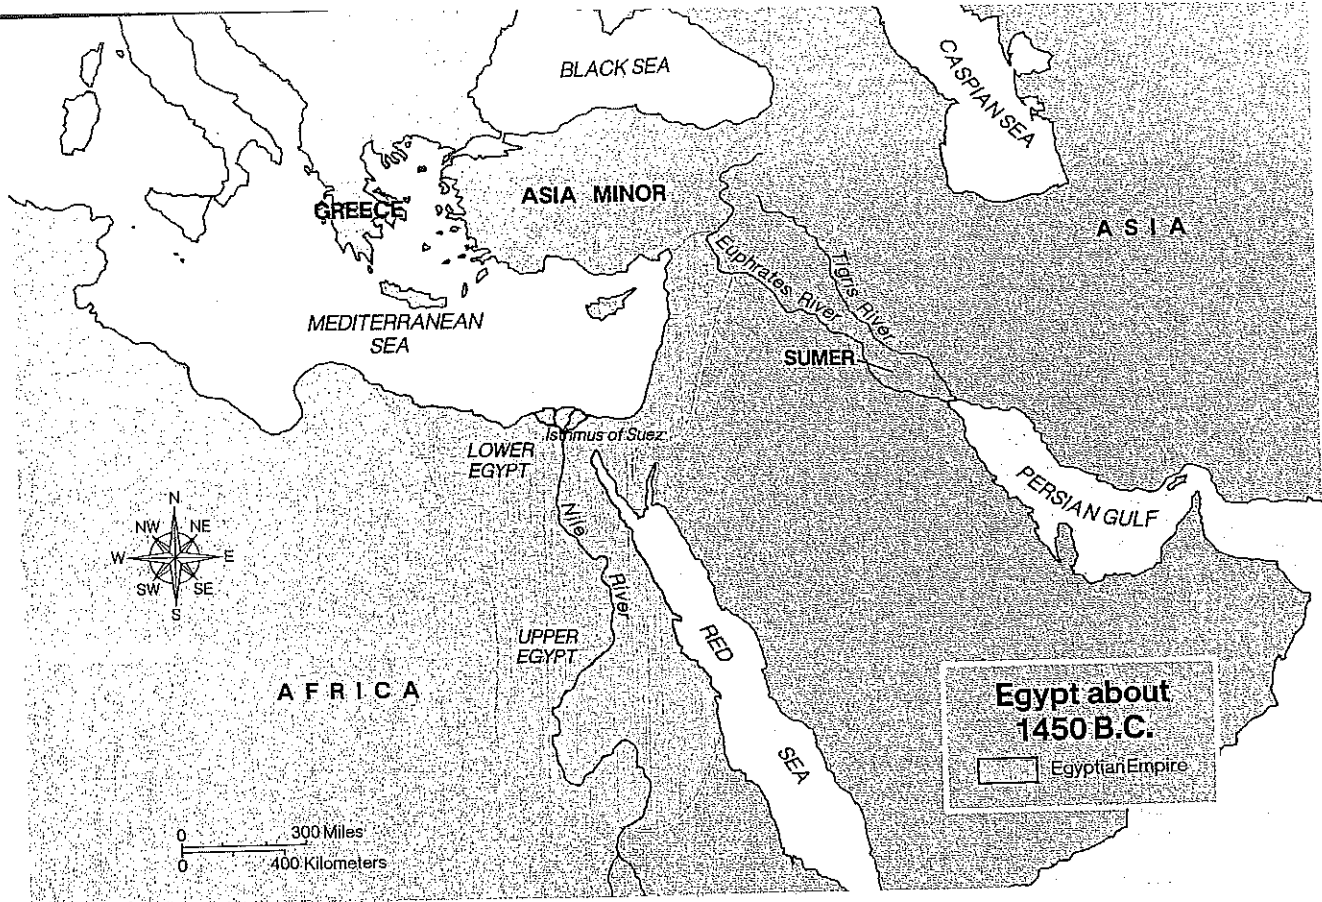 BLACK SEA
CASPIAN SEA
ASIA MINOR
GREECE
ASIA
Euphrates River
Tigris River
MEDITERRANEAN
SEA
SUMER
Isthmus of Suez
LOWER
EGYPT
PERSIAN GULF
N
NW NE
W E
SW SE
S
Nile River
UPPER
EGYPT
RED SEA
AFRICA
Egypt about
1450 B.C.
Egyptian Empire
0 300 Miles
0 400 Kilometers